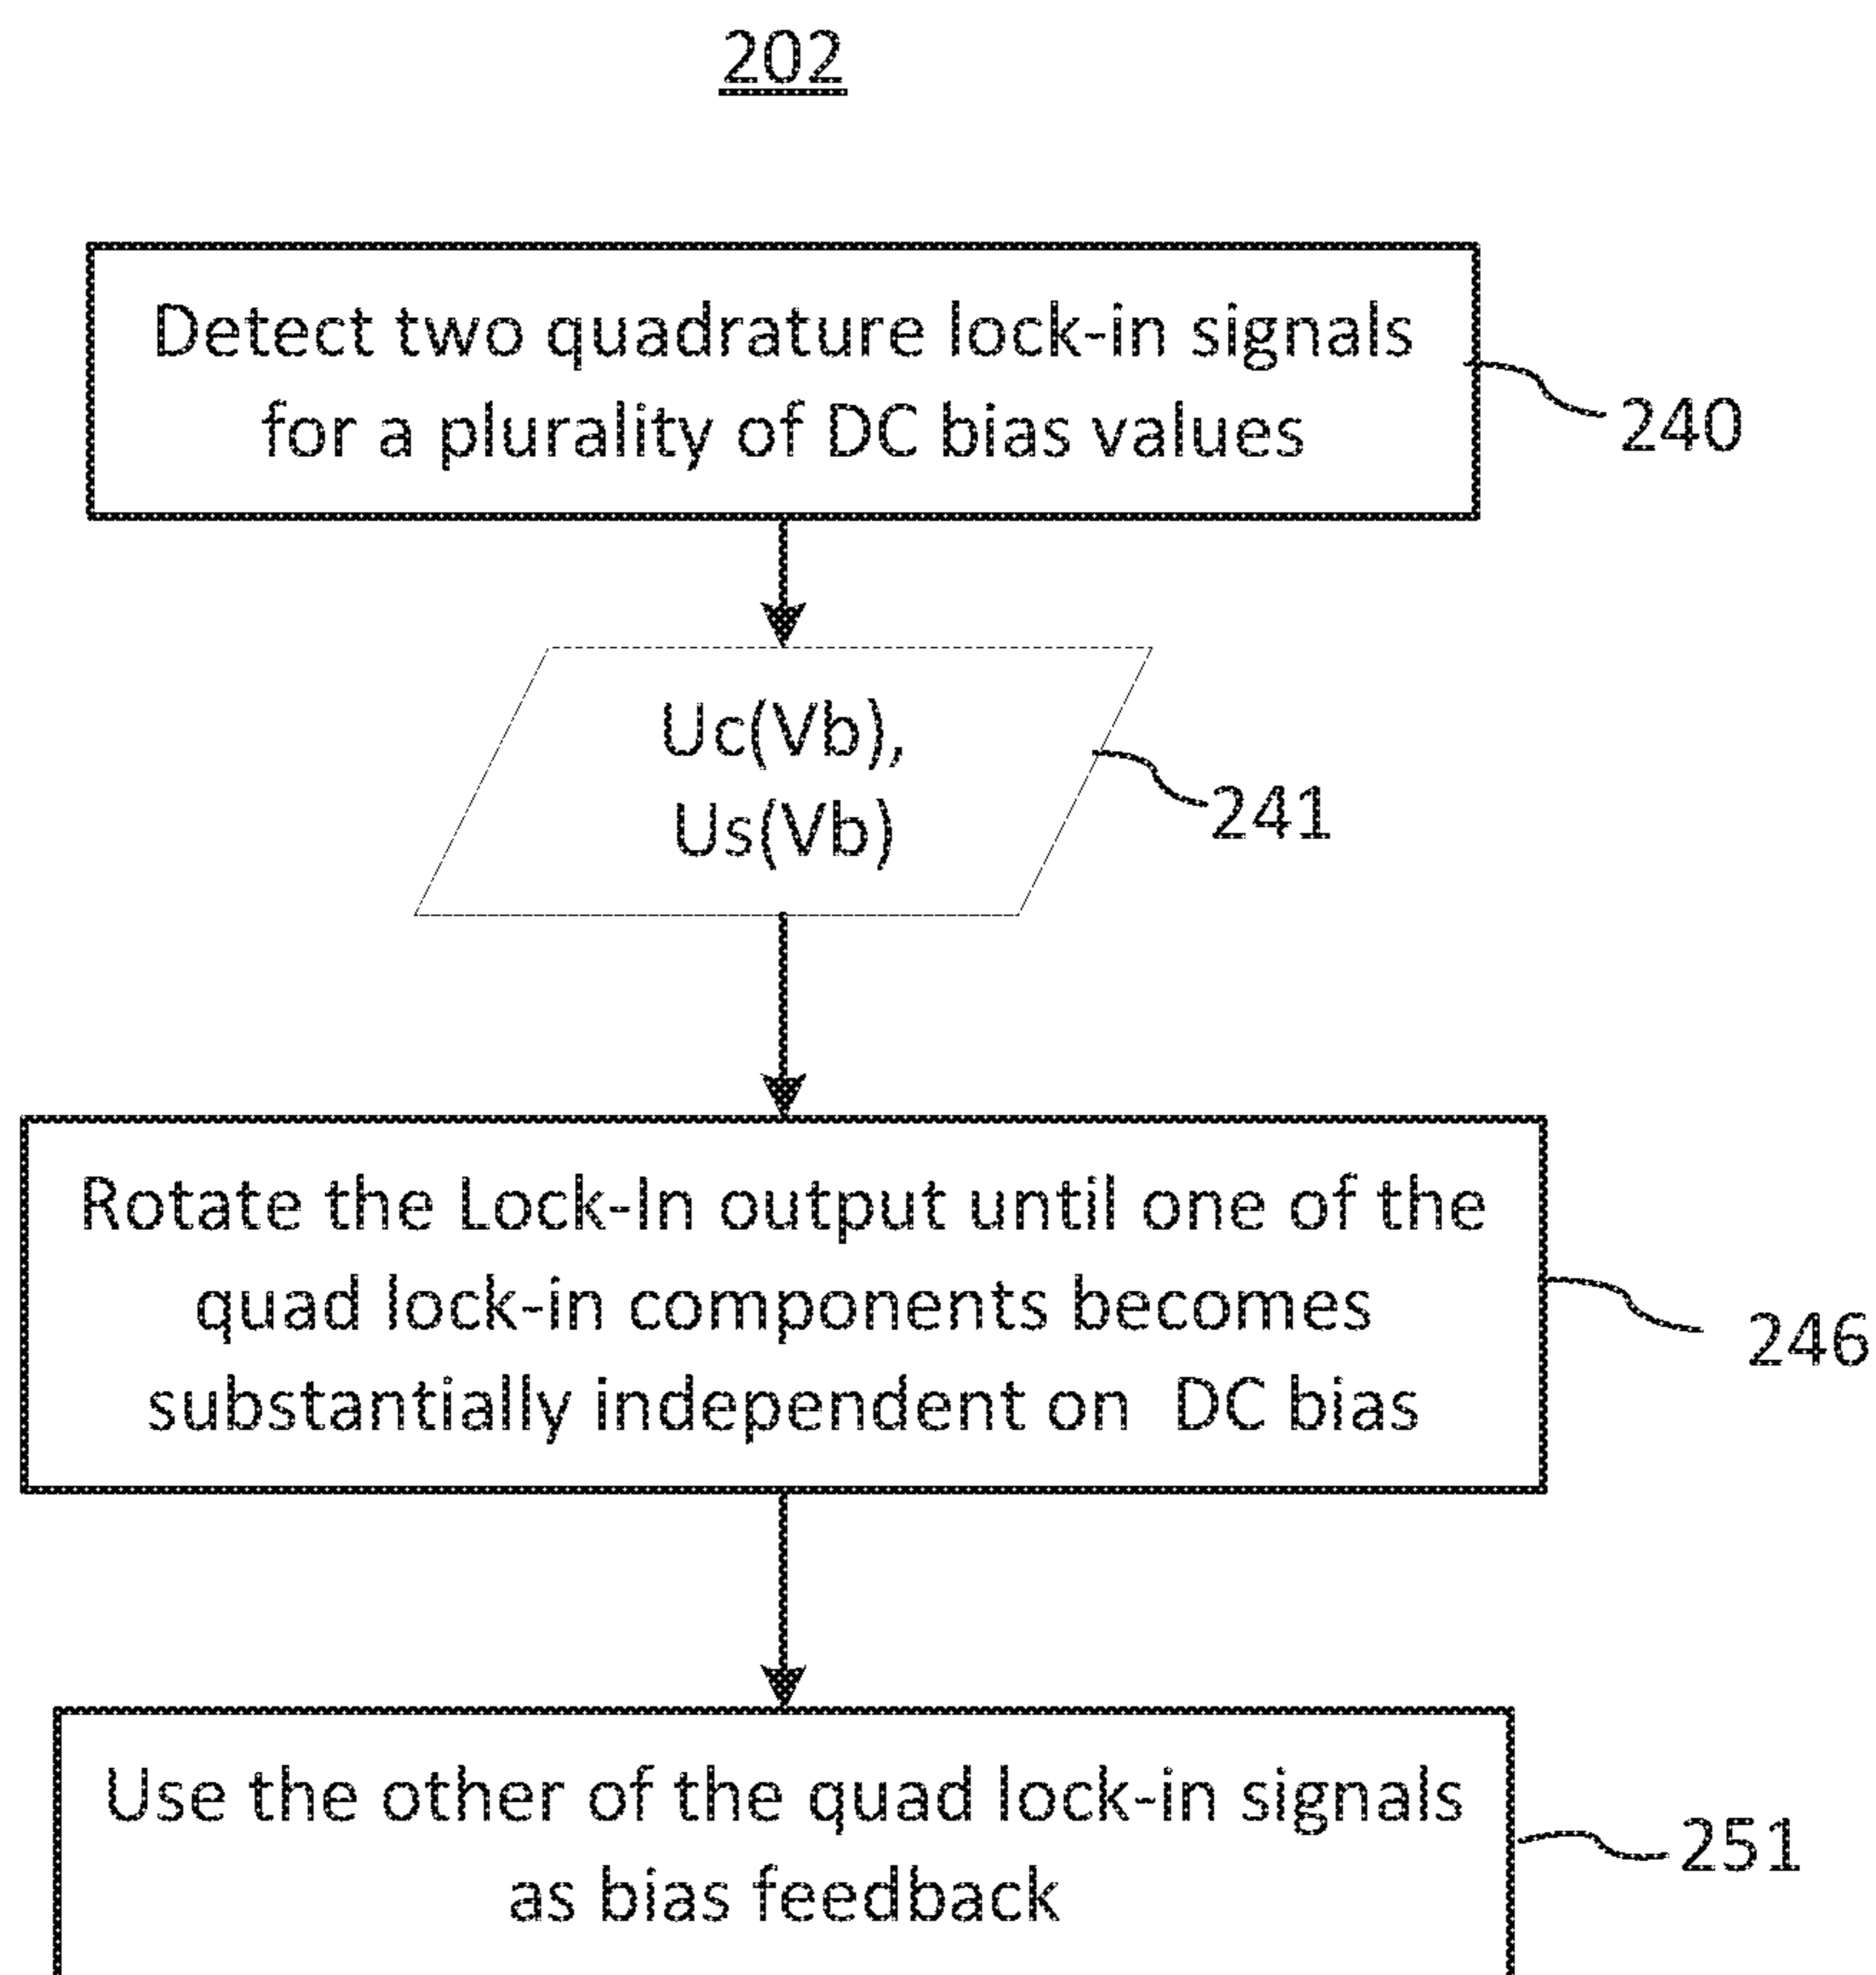 202
Detect two quadrature lock-in signals
for a plurality of DC bias values
240
Uc(Vb),
Us(Vb)
241
Rotate the Lock-In output until one of the
quad lock-in components becomes
substantially independent on DC bias
246
Use the other of the quad lock-in signals
as bias feedback
251